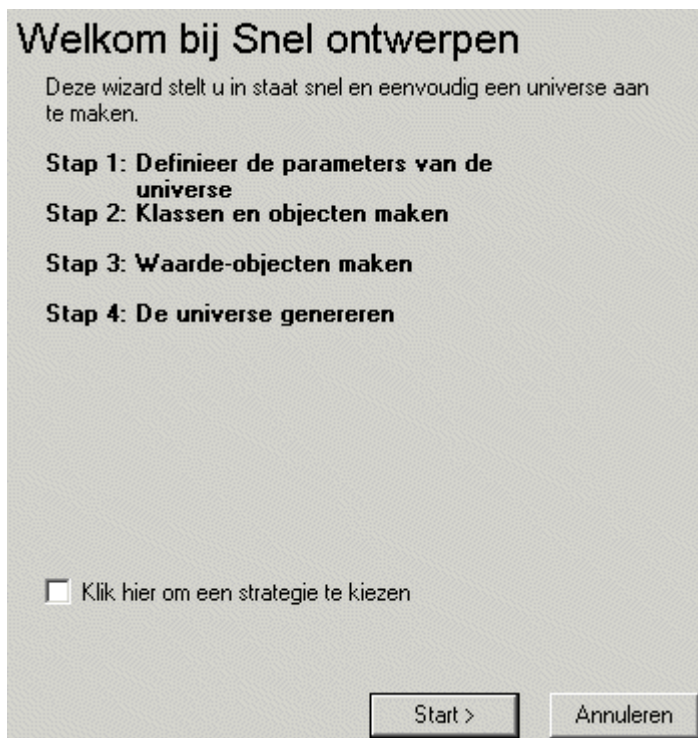 Welkom bij Snel ontwerpen
Deze wizard stelt u in staat snel en eenvoudig een universe aan
te maken.
Stap 1: Definieer de parameters van de
universe
Stap 2: Klassen en objecten maken
Stap 3: Waarde-objecten maken
Stap 4: De universe genereren
Klik hier om een strategie te kiezen
Start >
Annuleren